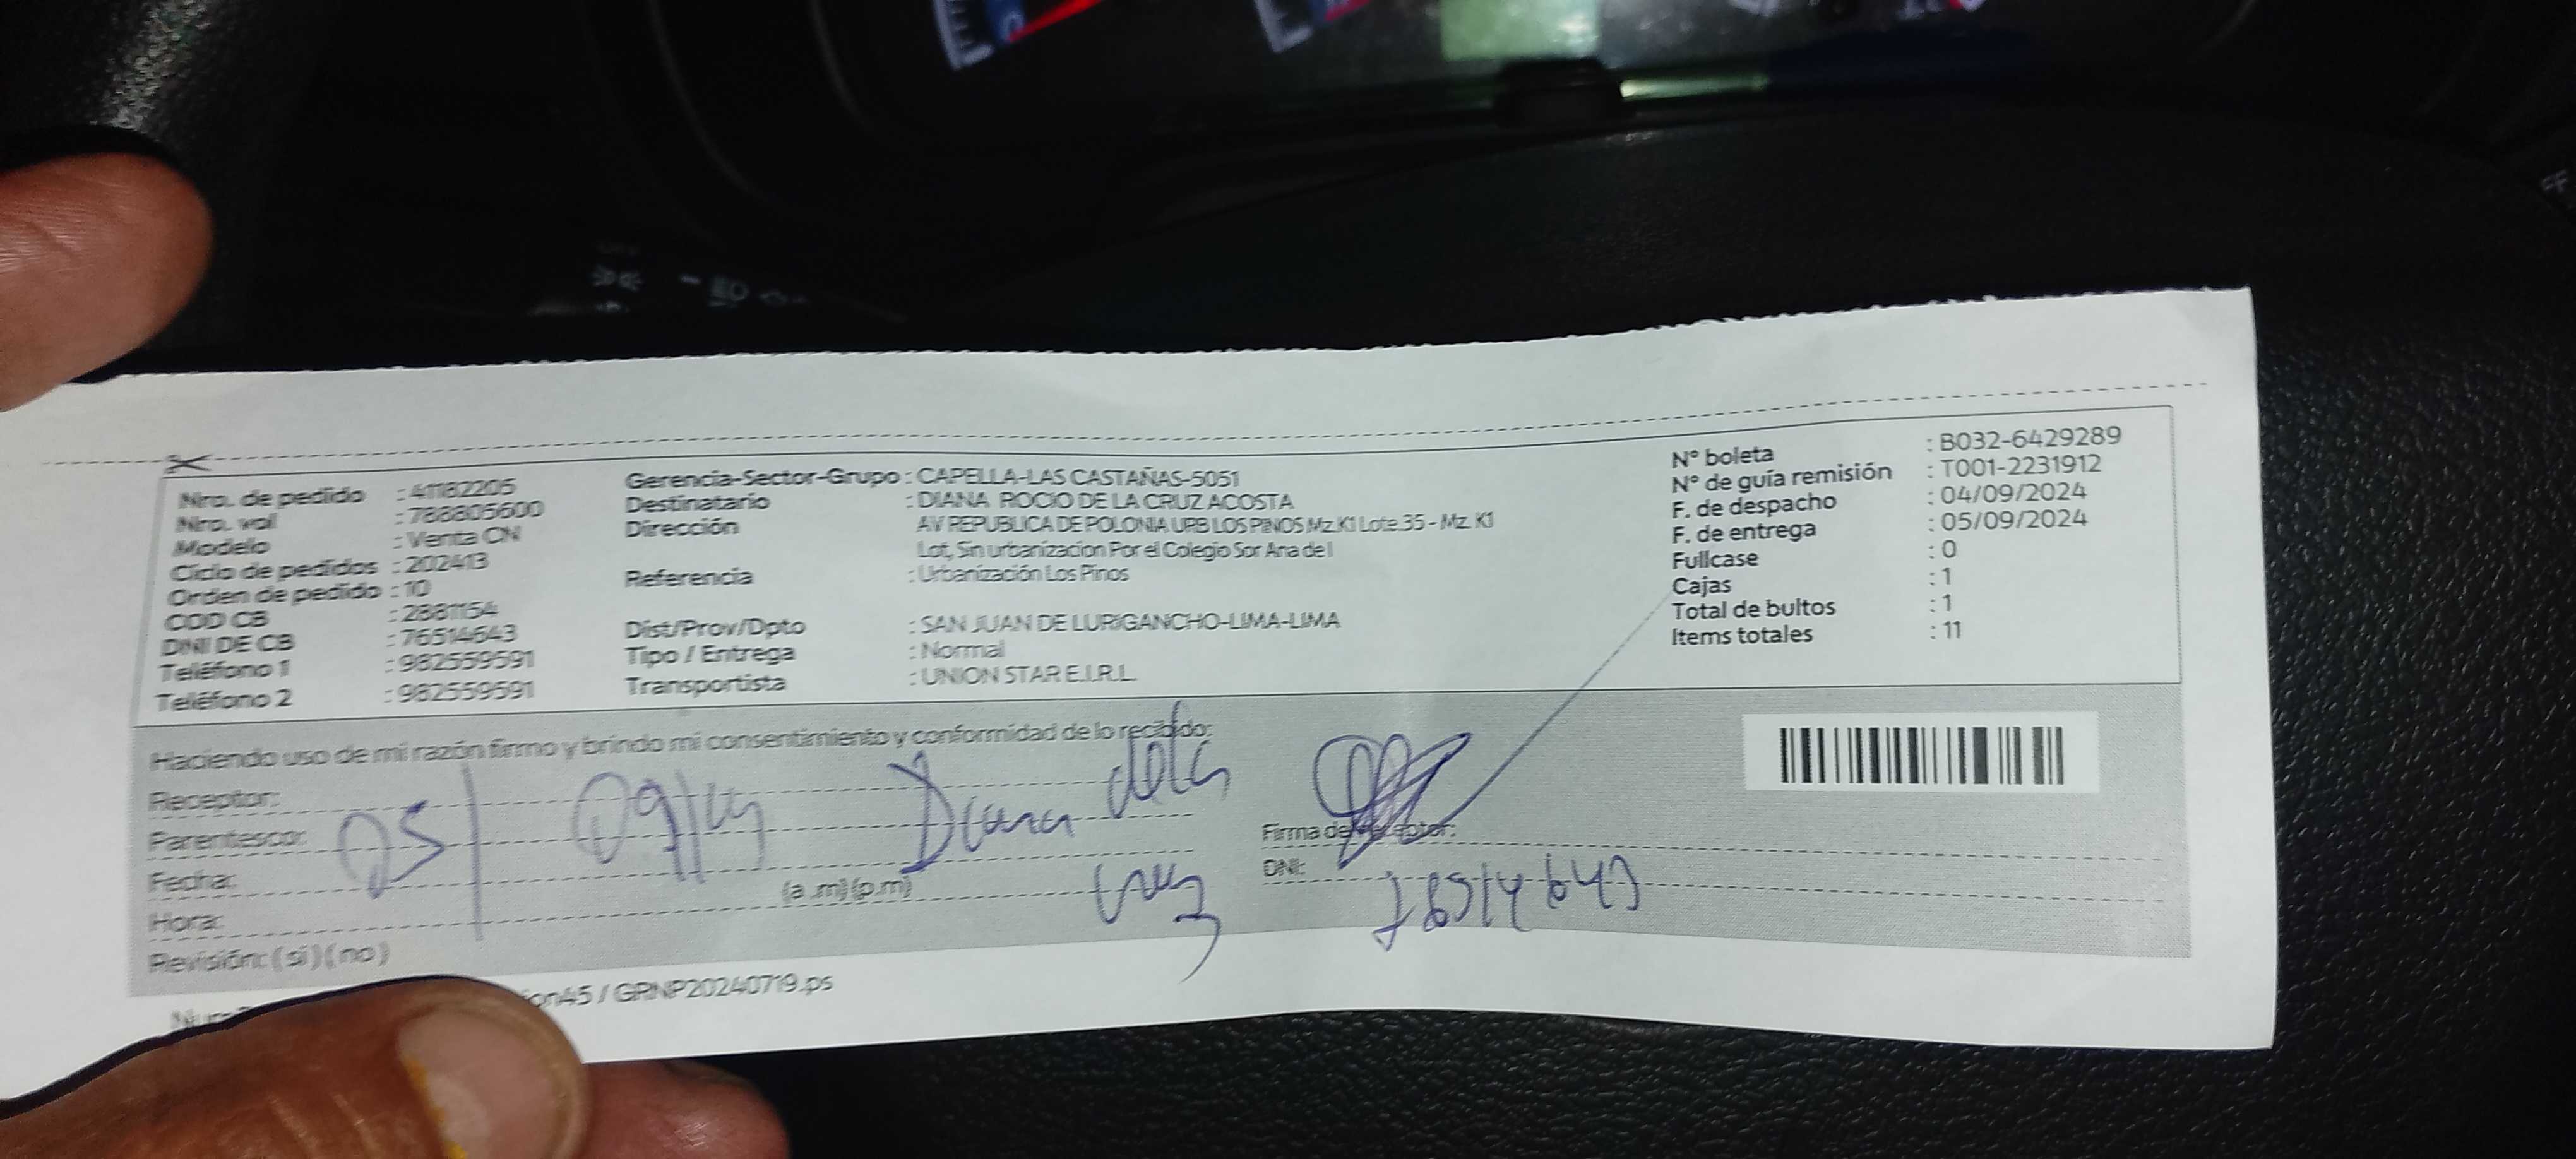 Nro. de pedido : 41182205
Nro. vol : 788805600
Modelo : Venta CN
Ciclo de pedidos : 202413
Orden de pedido : 10
COD CB : 2881154
DNI DE CB : 76514643
Teléfono 1 : 982559591
Teléfono 2 : 982559591
Gerencia-Sector-Grupo : CAPELLA-LAS CASTAÑAS-5051
Destinatario : DIANA ROCIO DE LA CRUZ ACOSTA
Dirección AV REPUBLICA DE POLONIA URB LOS PINOS Mz.K1 Lote.35 - Mz. K1
Lot, Sin urbanizacion Por el Colegio Sor Ana de l
Referencia : Urbanización Los Pinos
Dist/Prov/Dpto : SAN JUAN DE LURIGANCHO-LIMA-LIMA
Tipo / Entrega : Normal
Transportista : UNION STAR E.I.R.L.
N° boleta : B032-6429289
N° de guía remisión : T001-2231912
F. de despacho : 04/09/2024
F. de entrega : 05/09/2024
Fullcase : 0
Cajas : 1
Total de bultos : 1
Items totales : 11
Haciendo uso de mi razón firmo y brindo mi consentimiento y conformidad de lo recibido:
Receptor:
Parentesco:
Fecha: 05/09/24
Diana de la
Cruz
Hora: (a.m)(p.m)
Revisión: (si)(no)
Firma del receptor:
DNI: 76514643
ion45 / GRNP20240719.ps